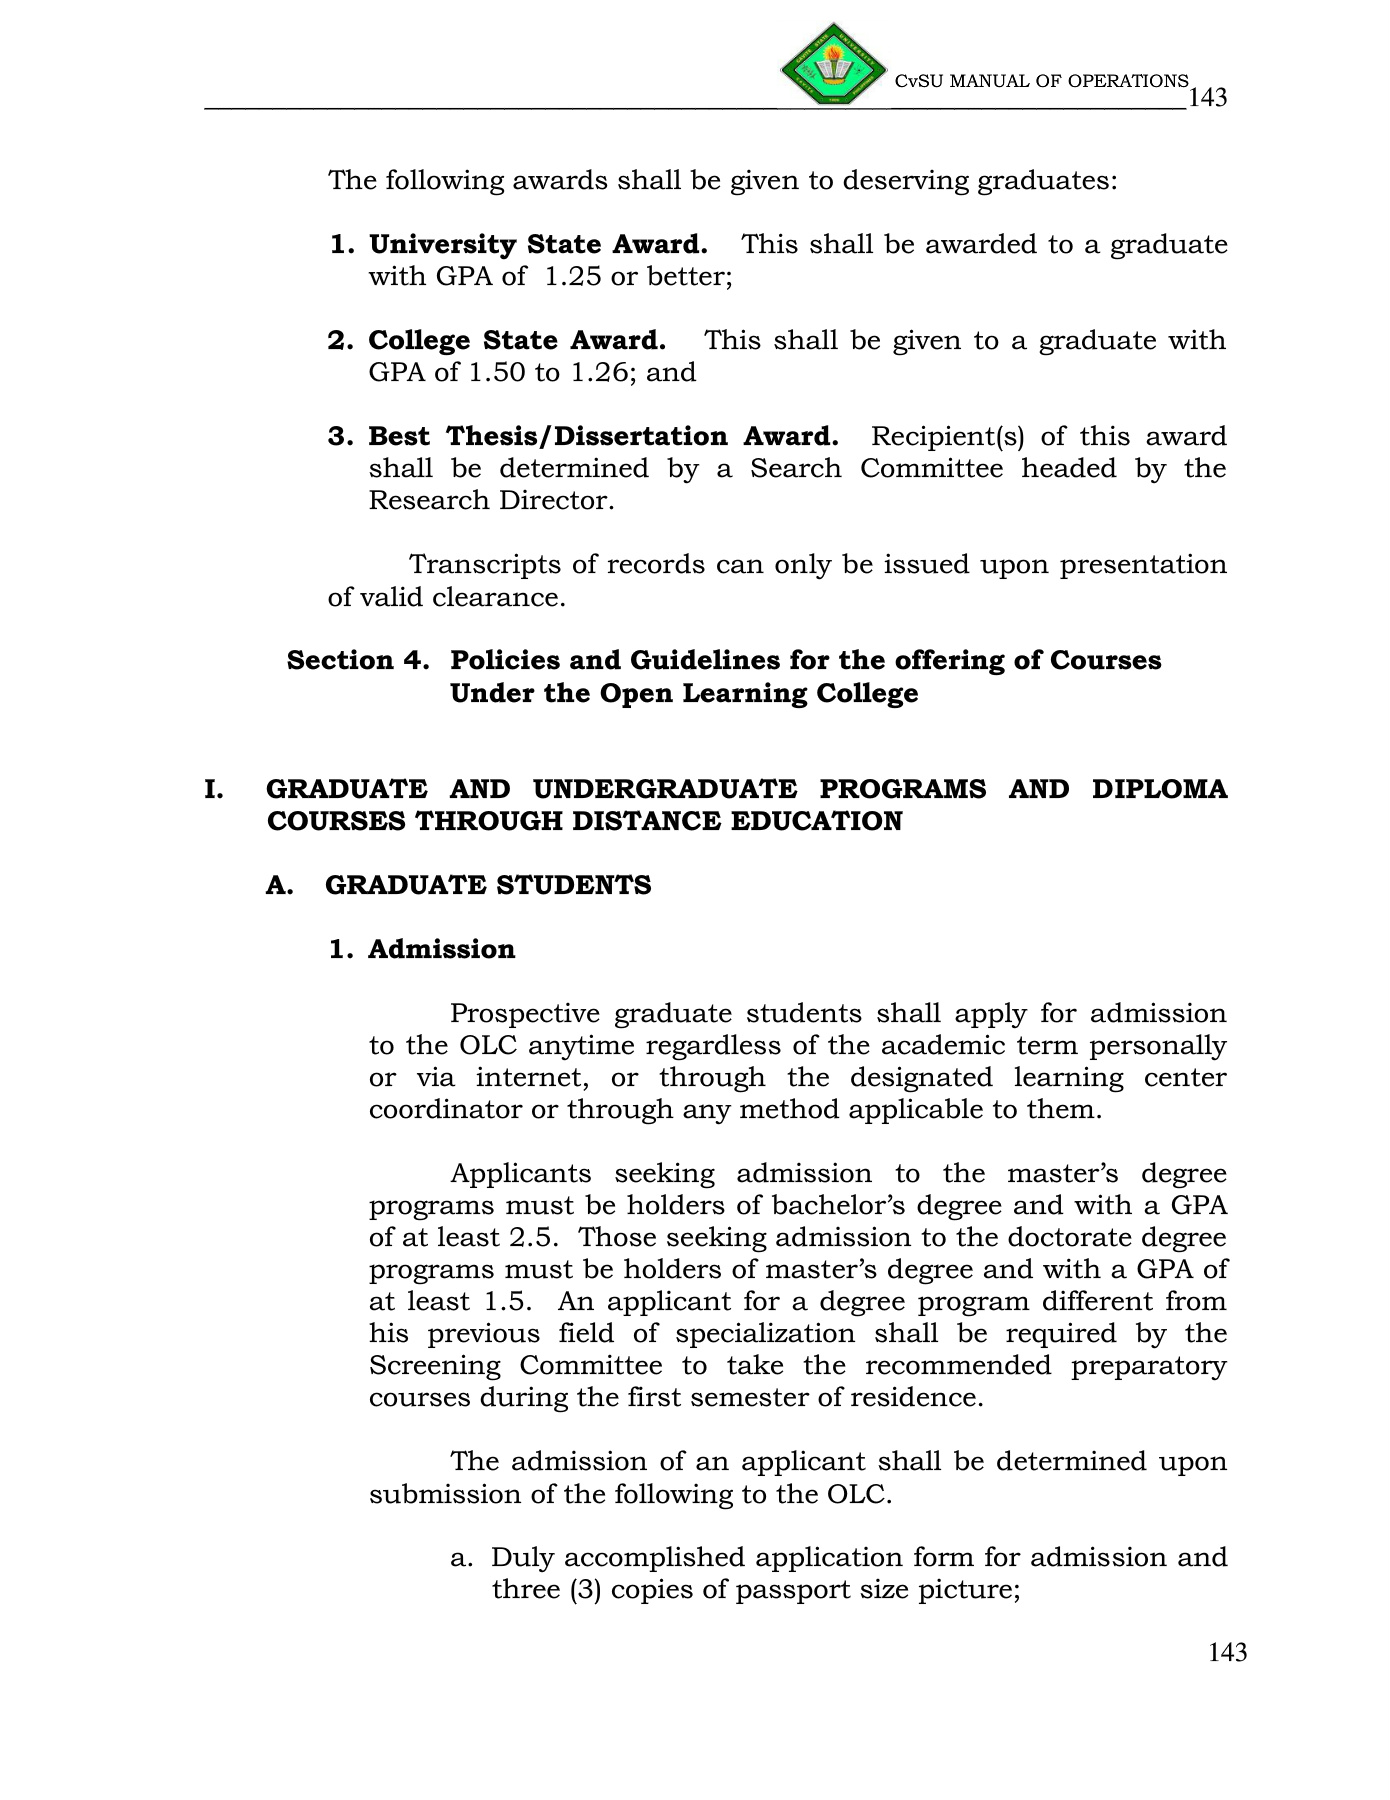 CvSU MANUAL OF OPERATIONS
143
The following awards shall be given to deserving graduates:
1. University State Award. This shall be awarded to a graduate
with GPA of 1.25 or better;
2. College State Award. This shall be given to a graduate with
GPA of 1.50 to 1.26; and
3. Best Thesis/Dissertation Award. Recipient(s) of this award
shall be determined by a Search Committee headed by the
Research Director.
Transcripts of records can only be issued upon presentation
of valid clearance.
Section 4. Policies and Guidelines for the offering of Courses
Under the Open Learning College
I. GRADUATE AND UNDERGRADUATE PROGRAMS AND DIPLOMA
COURSES THROUGH DISTANCE EDUCATION
A. GRADUATE STUDENTS
1. Admission
Prospective graduate students shall apply for admission
to the OLC anytime regardless of the academic term personally
or via internet, or through the designated learning center
coordinator or through any method applicable to them.
Applicants seeking admission to the master’s degree
programs must be holders of bachelor’s degree and with a GPA
of at least 2.5. Those seeking admission to the doctorate degree
programs must be holders of master’s degree and with a GPA of
at least 1.5. An applicant for a degree program different from
his previous field of specialization shall be required by the
Screening Committee to take the recommended preparatory
courses during the first semester of residence.
The admission of an applicant shall be determined upon
submission of the following to the OLC.
a. Duly accomplished application form for admission and
three (3) copies of passport size picture;
143